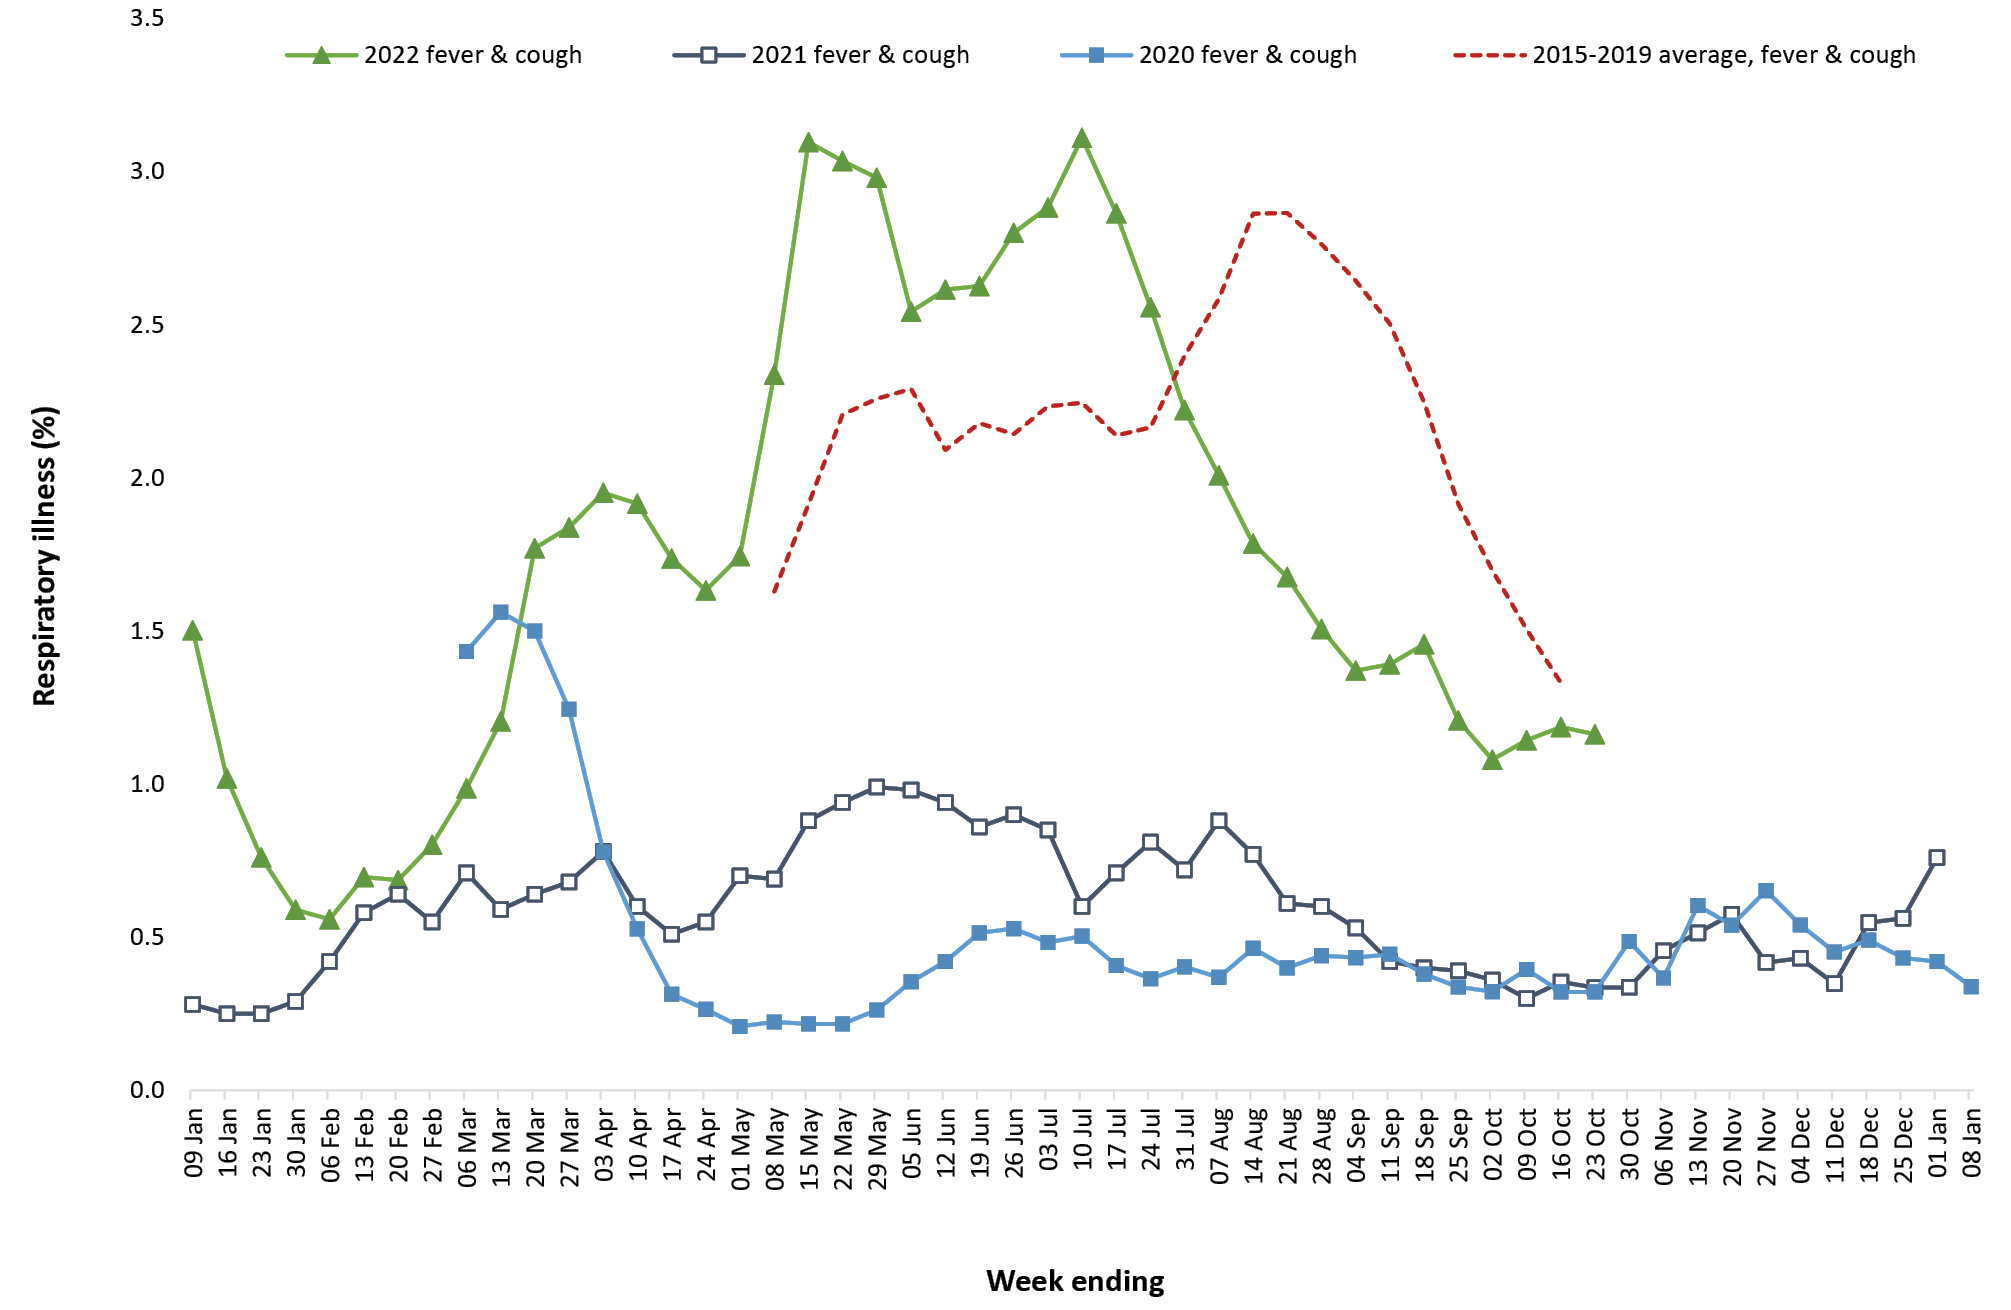 2022 fever & cough
2021 fever & cough
2020 fever & cough
2015-2019 average, fever & cough
3.5
3.0
2.5
2.0
1.5
1.0
0.5
0.0
Respiratory illness (%)
09 Jan
16 Jan
23 Jan
30 Jan
06 Feb
13 Feb
20 Feb
27 Feb
06 Mar
13 Mar
20 Mar
27 Mar
03 Apr
10 Apr
17 Apr
24 Apr
01 May
08 May
15 May
22 May
29 May
05 Jun
12 Jun
19 Jun
26 Jun
03 Jul
10 Jul
17 Jul
24 Jul
31 Jul
07 Aug
14 Aug
21 Aug
28 Aug
04 Sep
11 Sep
18 Sep
25 Sep
02 Oct
09 Oct
16 Oct
23 Oct
30 Oct
06 Nov
13 Nov
20 Nov
27 Nov
04 Dec
11 Dec
18 Dec
25 Dec
01 Jan
08 Jan
Week ending